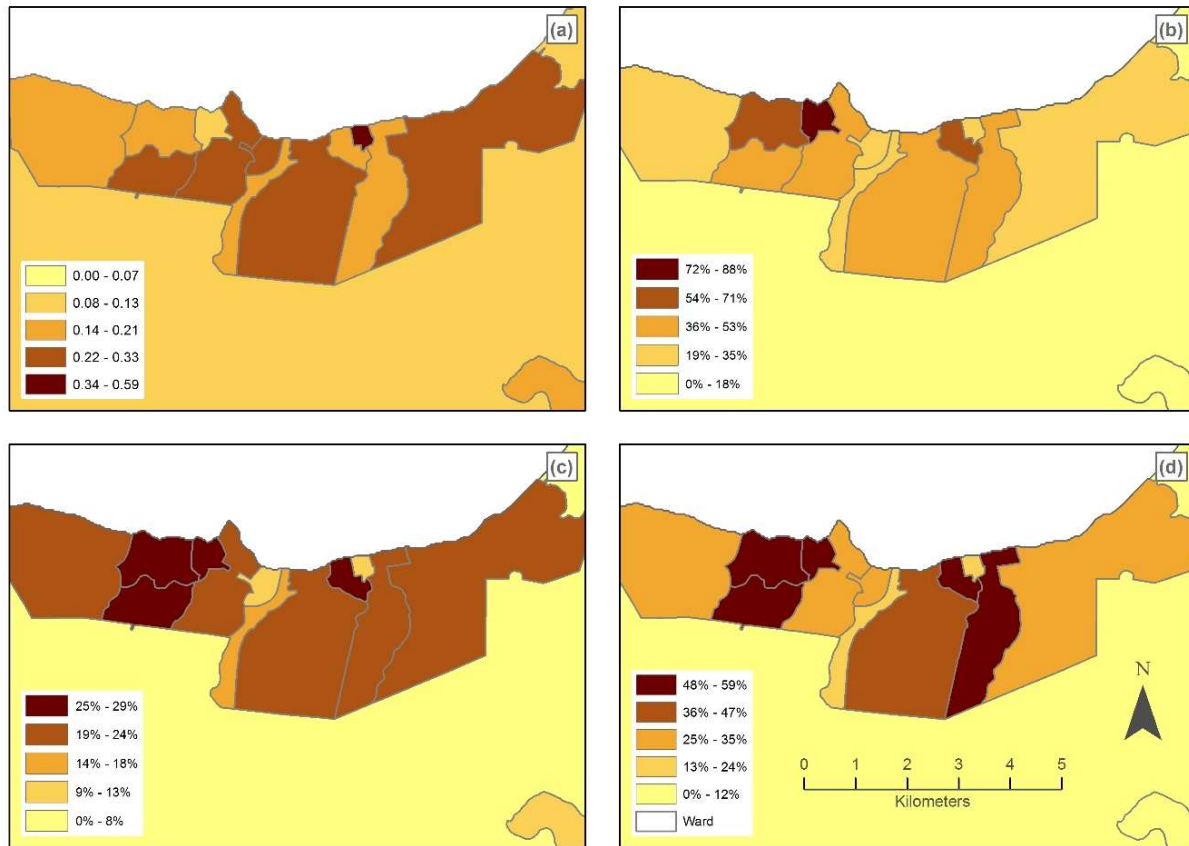 (a)
0.00 - 0.07
0.08 - 0.13
0.14 - 0.21
0.22 - 0.33
0.34 - 0.59
(b)
72% - 88%
54% - 71%
36% - 53%
19% - 35%
0% - 18%
(c)
25% - 29%
19% - 24%
14% - 18%
9% - 13%
0% - 8%
(d)
48% - 59%
36% - 47%
25% - 35%
13% - 24%
0% - 12%
Ward
N
0 1 2 3 4 5
Kilometers